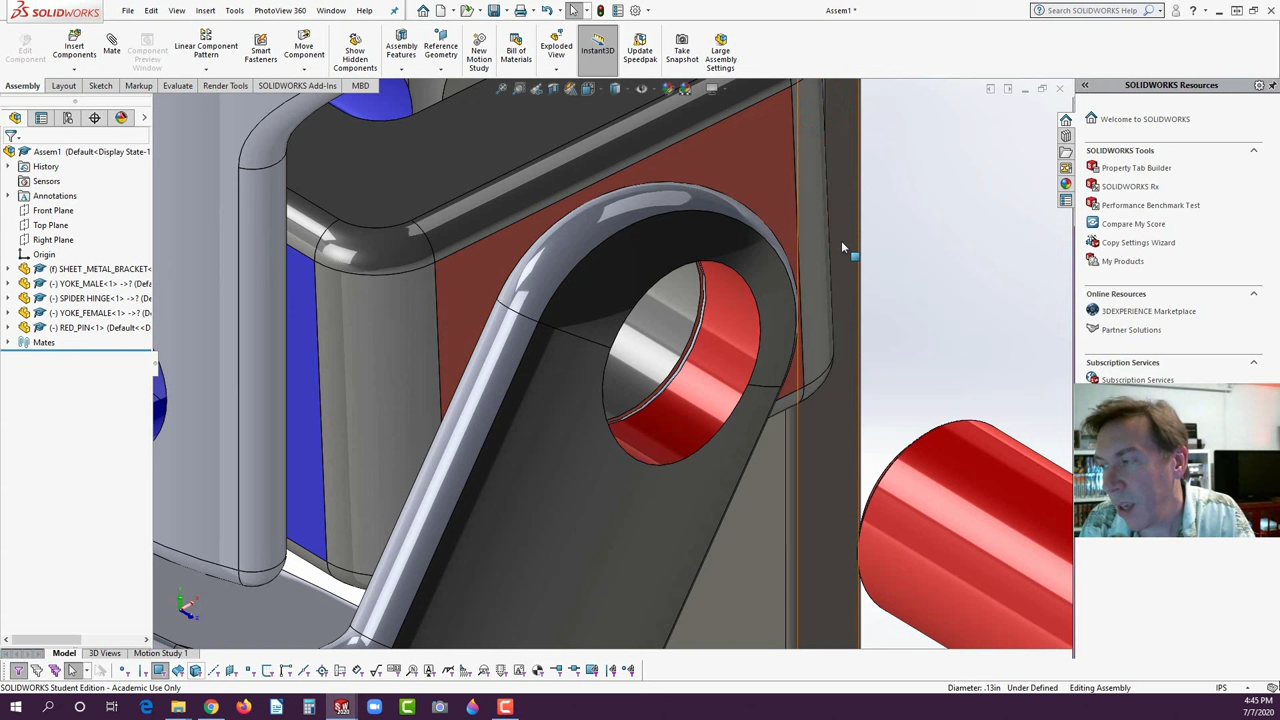 SOLIDWORKS
File Edit View Insert Tools PhotoView 360 Window Help
Assem1 *
Search SOLIDWORKS Help
Edit Component
Insert Components
Mate
Component Preview Window
Linear Component Pattern
Smart Fasteners
Move Component
Show Hidden Components
Assembly Features
Reference Geometry
New Motion Study
Bill of Materials
Exploded View
Instant3D
Update Speedpak
Take Snapshot
Large Assembly Settings
Assembly Layout Sketch Markup Evaluate Render Tools SOLIDWORKS Add-Ins MBD
Assem1 (Default<Display State-1
History
Sensors
Annotations
Front Plane
Top Plane
Right Plane
Origin
(f) SHEET_METAL_BRACKET<
(-) YOKE_MALE<1> ->? (De
(-) SPIDER HINGE<1> ->? (
(-) YOKE_FEMALE<1> ->? (
(-) RED_PIN<1> (Default<<D
Mates
SOLIDWORKS Resources
Welcome to SOLIDWORKS
SOLIDWORKS Tools
Property Tab Builder
SOLIDWORKS Rx
Performance Benchmark Test
Compare My Score
Copy Settings Wizard
My Products
Online Resources
3DEXPERIENCE Marketplace
Partner Solutions
Subscription Services
Subscription Services
Model 3D Views Motion Study 1
SOLIDWORKS Student Edition - Academic Use Only
Diameter: .13in Under Defined Editing Assembly IPS
4:45 PM
7/7/2020